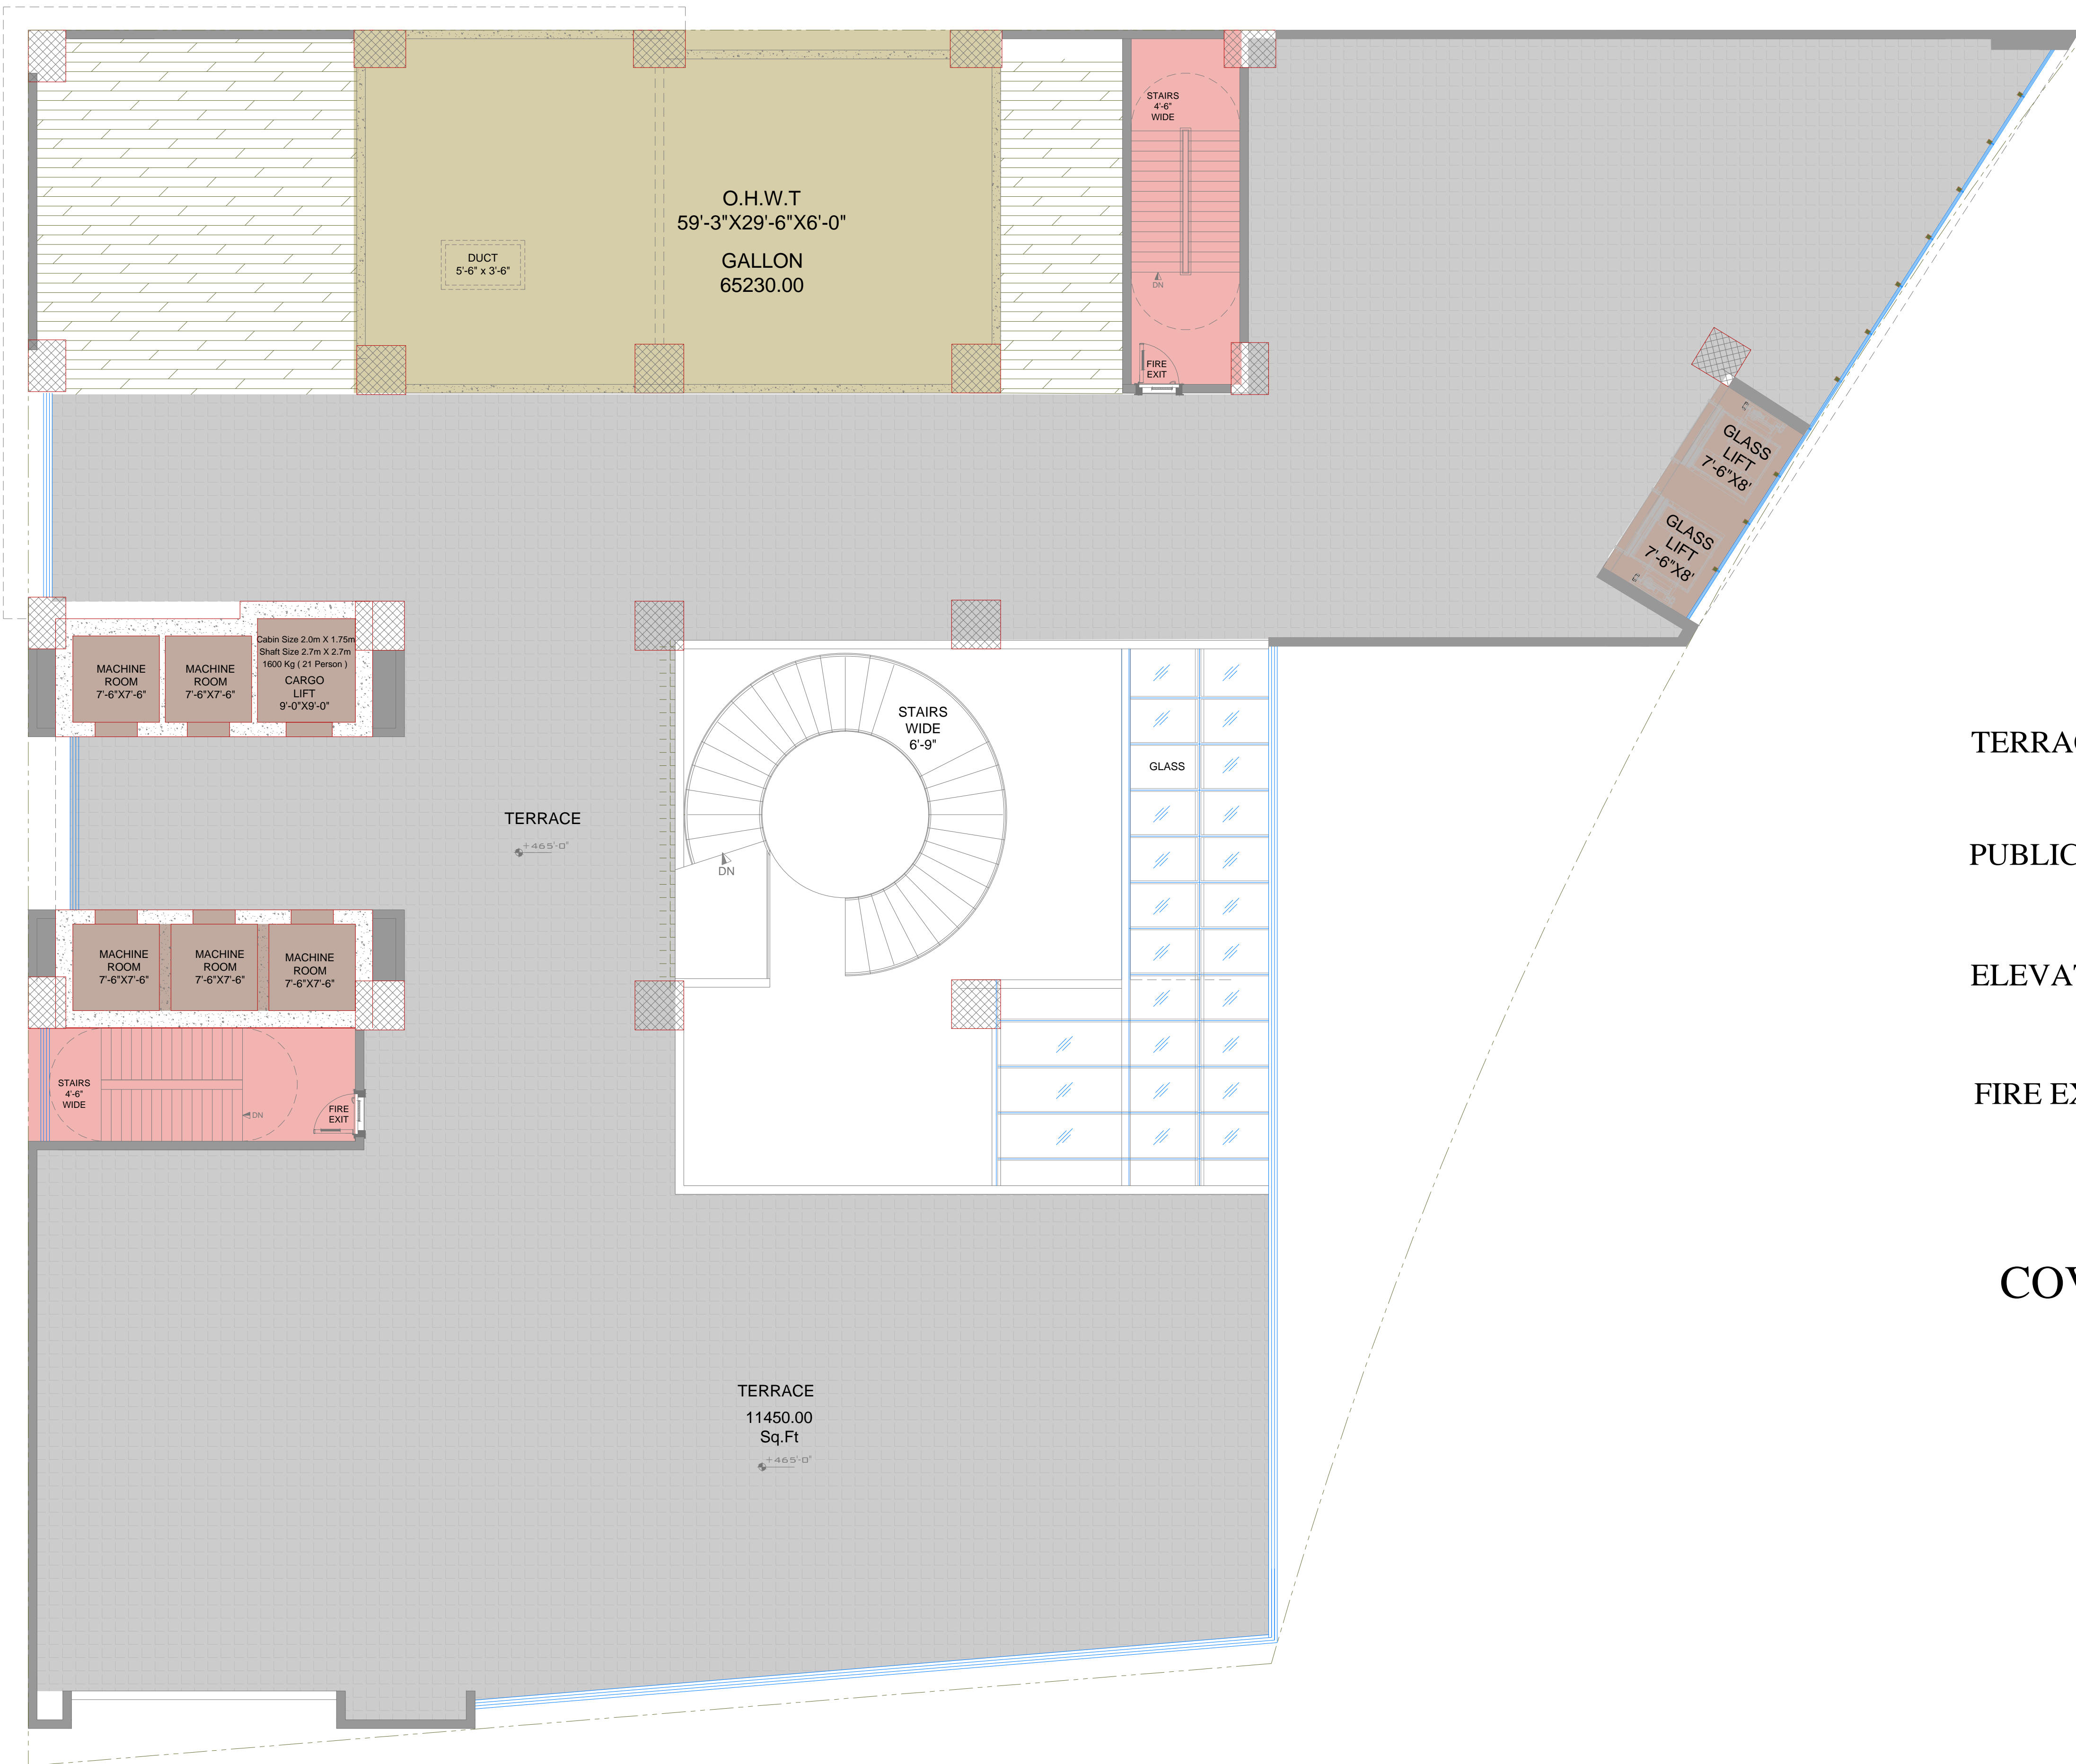 STAIRS
4'-6"
WIDE
O.H.W.T
59'-3"X29'-6"X6'-0"
GALLON
65230.00
DUCT
5'-6" x 3'-6"
DN
FIRE
EXIT
GLASS
LIFT
7'-6"X8'
GLASS
LIFT
7'-6"X8'
Cabin Size 2.0m X 1.75m
Shaft Size 2.7m X 2.7m
1600 Kg ( 21 Person )
CARGO
LIFT
9'-0"X9'-0"
MACHINE
ROOM
7'-6"X7'-6"
MACHINE
ROOM
7'-6"X7'-6"
STAIRS
WIDE
6'-9"
GLASS
TERRACE
+465'-0"
DN
MACHINE
ROOM
7'-6"X7'-6"
MACHINE
ROOM
7'-6"X7'-6"
MACHINE
ROOM
7'-6"X7'-6"
STAIRS
4'-6"
WIDE
DN
FIRE
EXIT
TERRACE
11450.00
Sq.Ft
+465'-0"
PUBLIC
FIRE